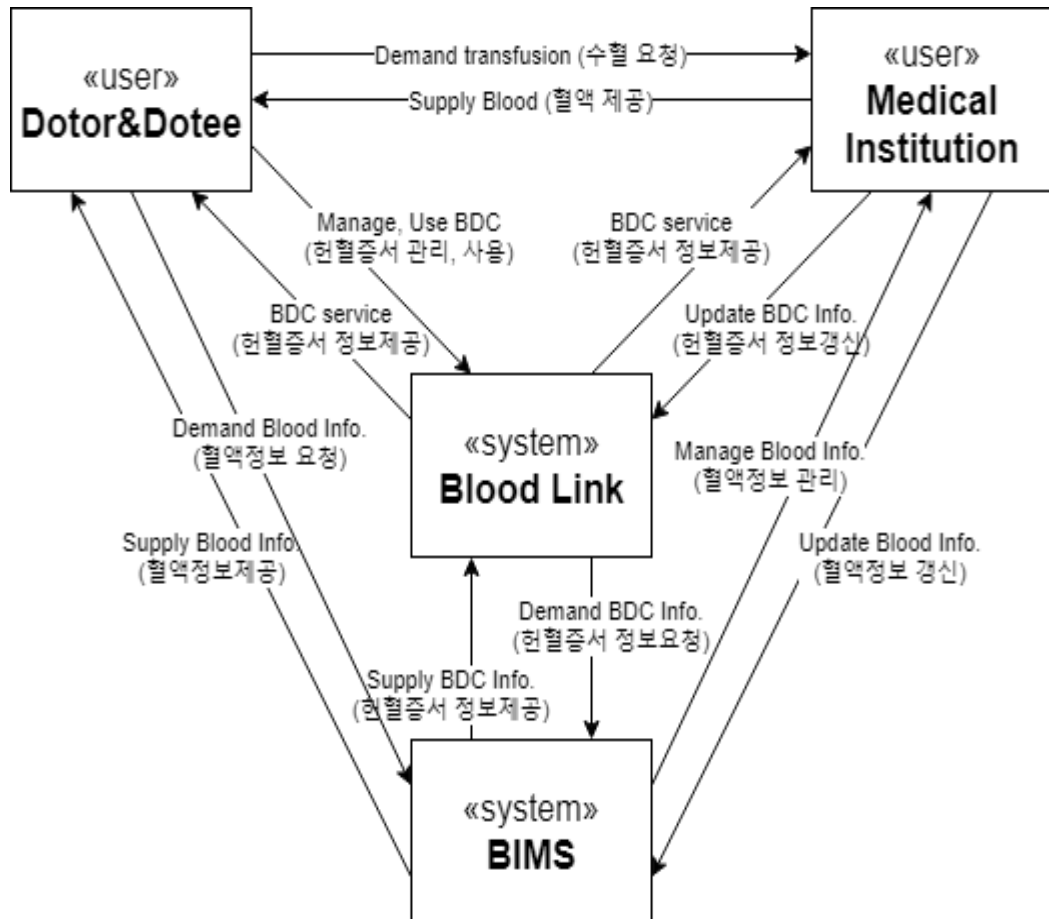 «user»
Dotor&Dotee
Demand transfusion (수혈 요청)
Supply Blood (혈액 제공)
«user»
Medical
Institution
Manage, Use BDC
(헌혈증서 관리, 사용)
BDC service
(헌혈증서 정보제공)
BDC service
(헌혈증서 정보제공)
Update BDC Info.
(헌혈증서 정보갱신)
«system»
Blood Link
Demand Blood Info.
(혈액정보 요청)
Manage Blood Info.
(혈액정보 관리)
Supply Blood Info.
(혈액정보제공)
Update Blood Info.
(혈액정보 갱신)
Demand BDC Info.
(헌혈증서 정보요청)
Supply BDC Info.
(헌혈증서 정보제공)
«system»
BIMS